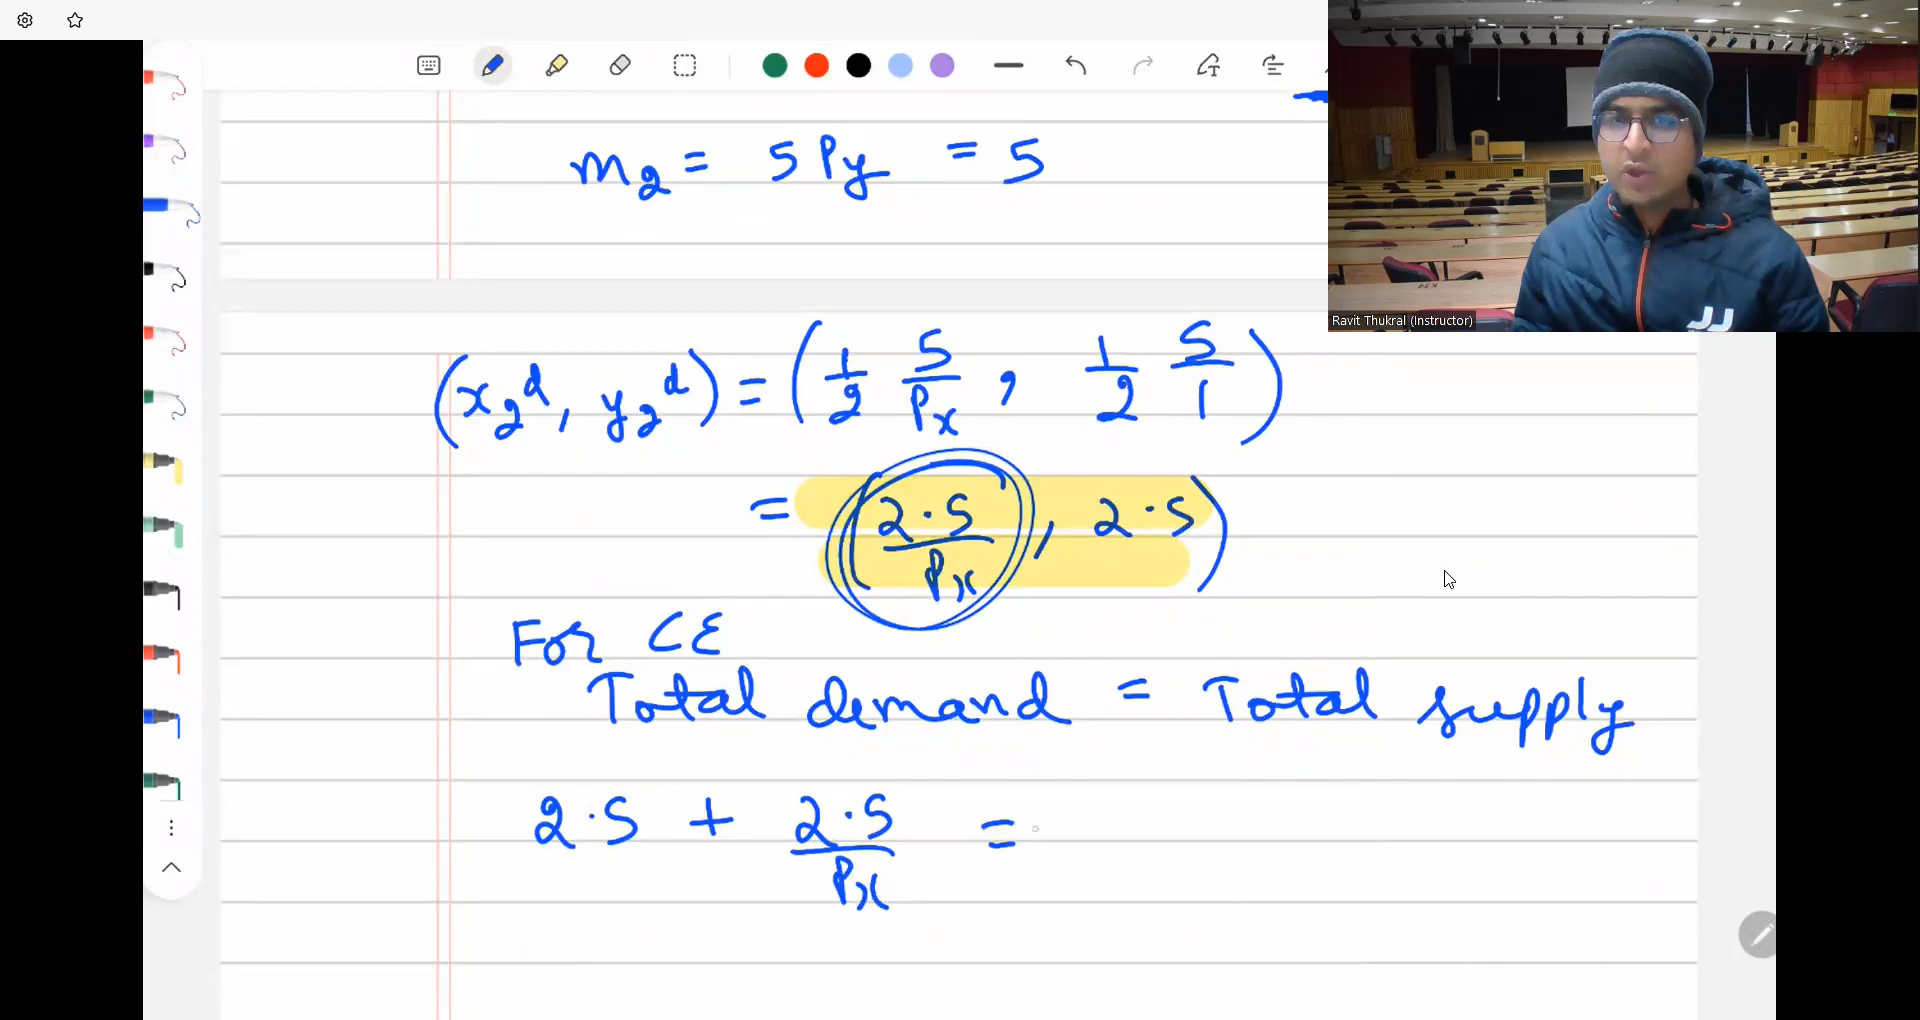 m₂ = 5 Py = 5
Ravit Thukral (Instructor)
(x₂ᵈ, y₂ᵈ) = (1/2 5/Px, 1/2 5/1)
= (2.5/Px, 2.5)
For CE
Total demand = Total supply
2.5 + 2.5/Px =